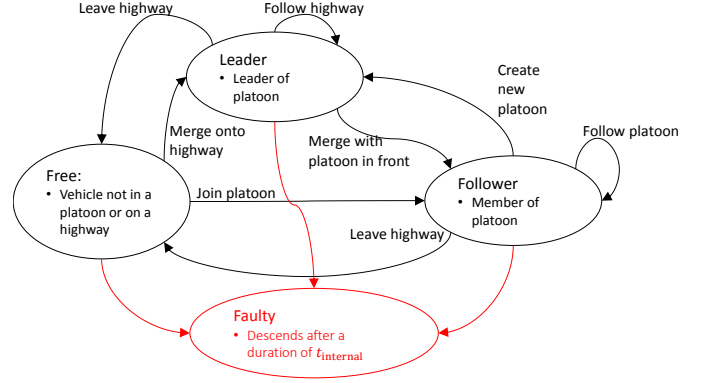 Leave highway
Follow highway
Leader
• Leader of
platoon
Create
new
platoon
Merge onto
highway
Merge with
platoon in front
Follow platoon
Free:
• Vehicle not in a
platoon or on a
highway
Join platoon
Follower
• Member of
platoon
Leave highway
Faulty
• Descends after a
duration of t_internal